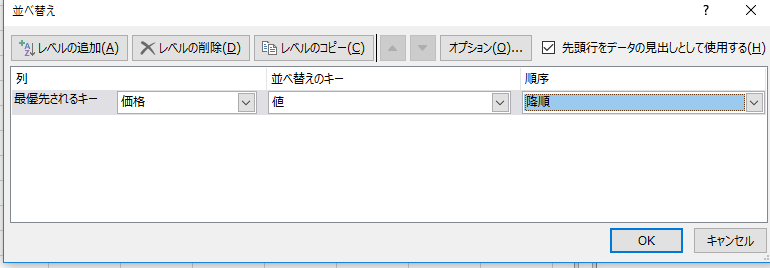 並べ替え
? ×
レベルの追加(A) レベルの削除(D) レベルのコピー(C) オプション(O)... 先頭行をデータの見出しとして使用する(H)
列 並べ替えのキー 順序
最優先されるキー 価格 値 降順
OK キャンセル